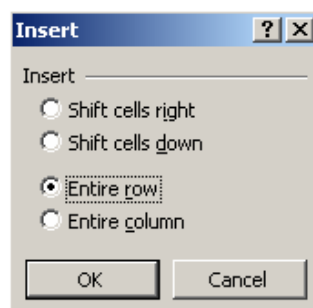 Insert ?
Insert
Shift cells right
Shift cells down
Entire row
Entire column
OK Cancel